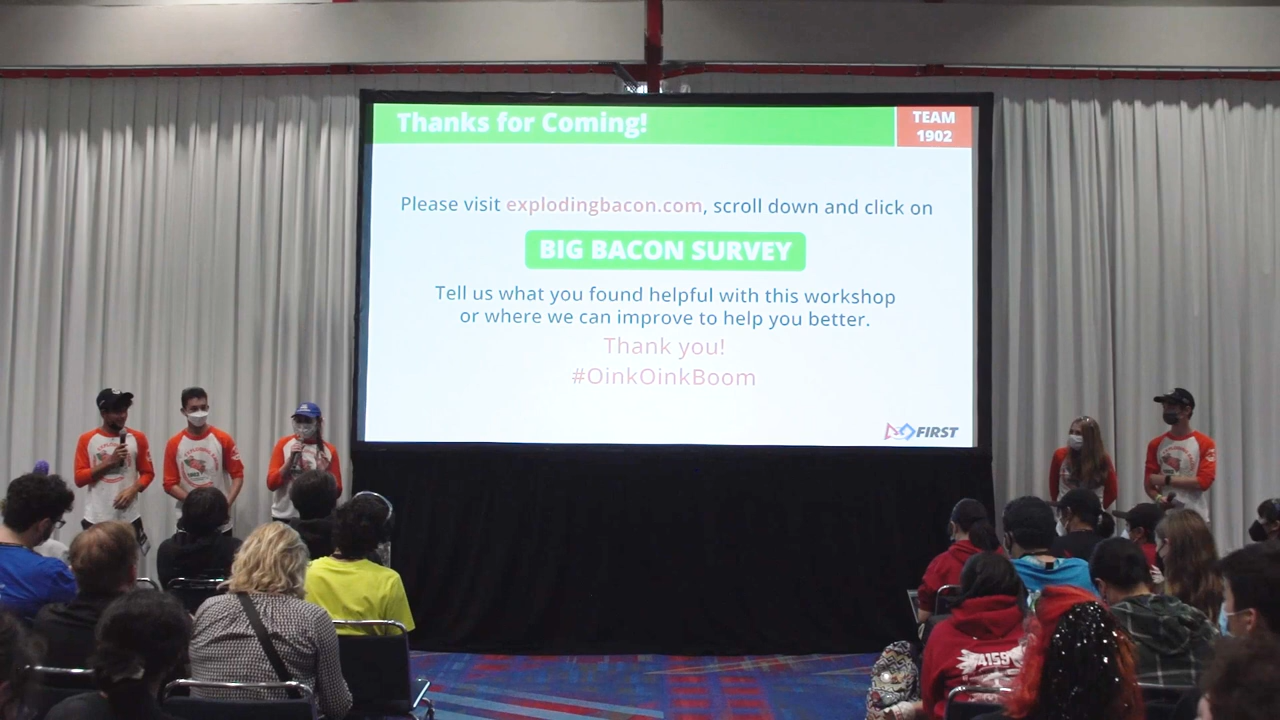 Thanks for Coming!
TEAM
1902
Please visit explodingbacon.com, scroll down and click on
BIG BACON SURVEY
Tell us what you found helpful with this workshop
or where we can improve to help you better.
Thank you!
#OinkOinkBoom
FIRST
4159